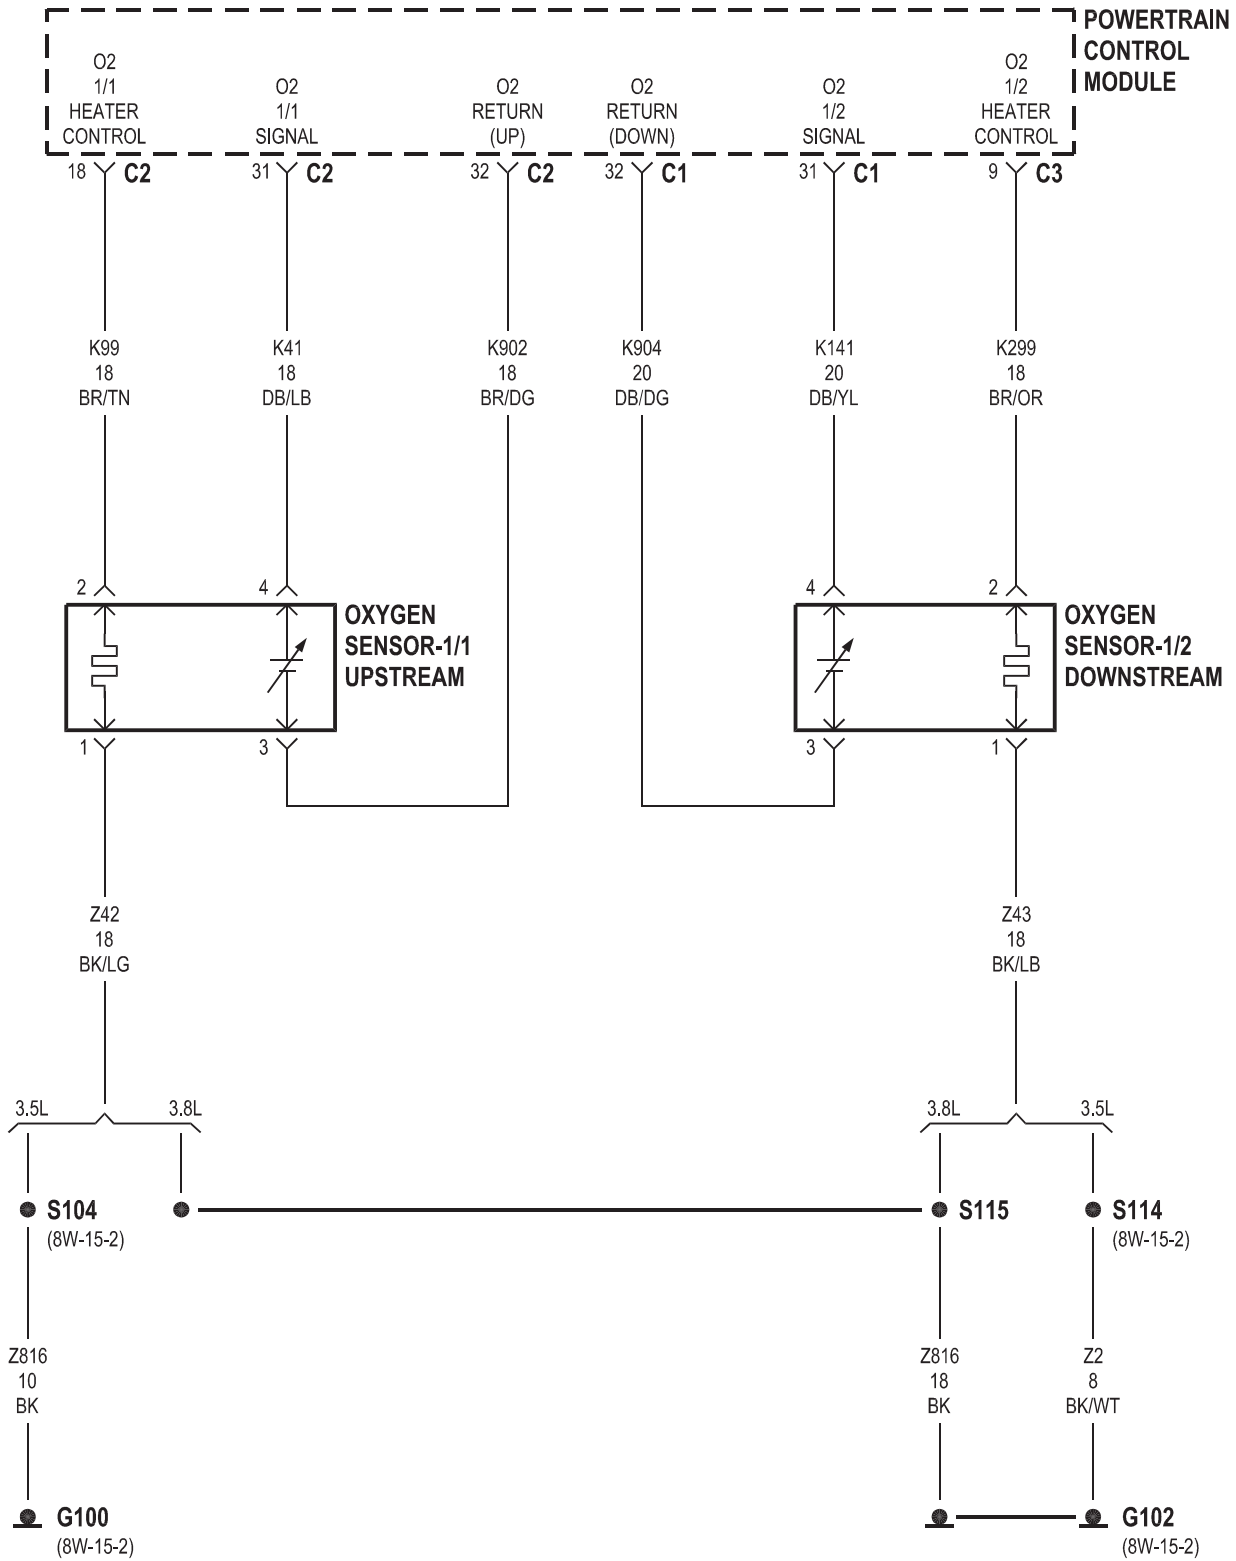 POWERTRAIN
CONTROL
MODULE
O2
1/1
HEATER
CONTROL
O2
1/1
SIGNAL
O2
RETURN
(UP)
O2
RETURN
(DOWN)
O2
1/2
SIGNAL
O2
1/2
HEATER
CONTROL
18 C2
31 C2
32 C2
32 C1
31 C1
9 C3
K99
18
BR/TN
K41
18
DB/LB
K902
18
BR/DG
K904
20
DB/DG
K141
20
DB/YL
K299
18
BR/OR
2
4
4
2
OXYGEN
SENSOR-1/1
UPSTREAM
OXYGEN
SENSOR-1/2
DOWNSTREAM
1
3
3
1
Z42
18
BK/LG
Z43
18
BK/LB
3.5L
3.8L
3.8L
3.5L
S104
(8W-15-2)
S115
S114
(8W-15-2)
Z816
10
BK
Z816
18
BK
Z2
8
BK/WT
G100
(8W-15-2)
G102
(8W-15-2)